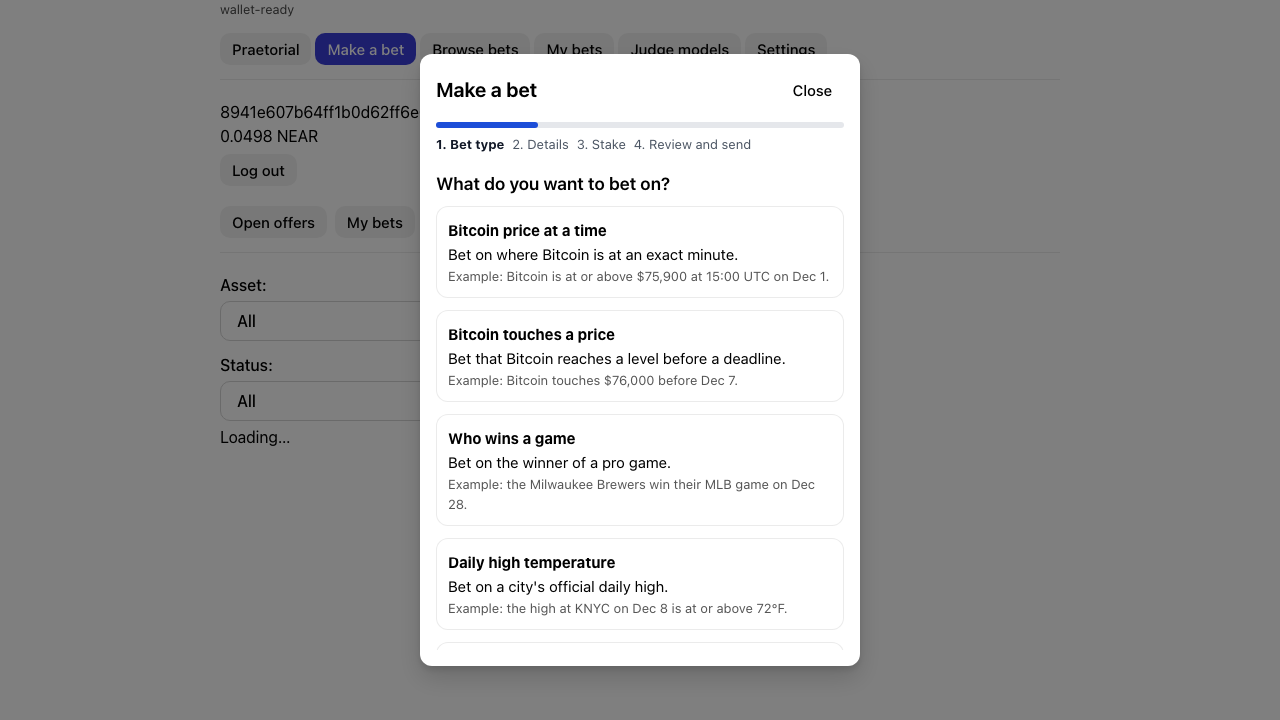 wallet-ready
Praetorial Make a bet Browse bets My bets Judge models Settings
8941e607b64ff1b0d62ff6e
0.0498 NEAR
Log out
Open offers My bets
Asset:
All
Status:
All
Loading...
Make a bet Close
1. Bet type 2. Details 3. Stake 4. Review and send
What do you want to bet on?
Bitcoin price at a time
Bet on where Bitcoin is at an exact minute.
Example: Bitcoin is at or above $75,900 at 15:00 UTC on Dec 1.
Bitcoin touches a price
Bet that Bitcoin reaches a level before a deadline.
Example: Bitcoin touches $76,000 before Dec 7.
Who wins a game
Bet on the winner of a pro game.
Example: the Milwaukee Brewers win their MLB game on Dec
28.
Daily high temperature
Bet on a city's official daily high.
Example: the high at KNYC on Dec 8 is at or above 72°F.